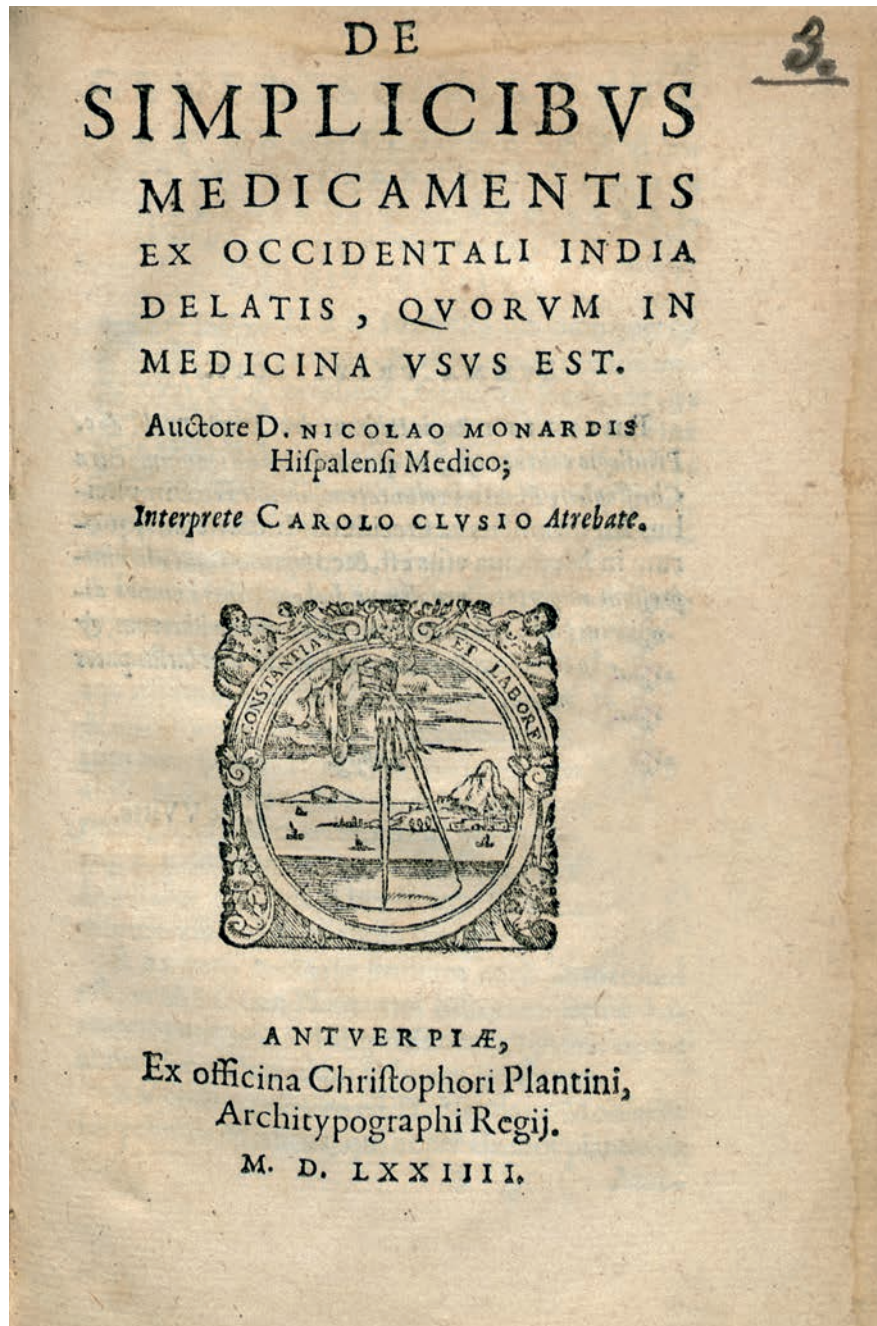 DE
3.
SIMPLICIBVS
MEDICAMENTIS
EX OCCIDENTALI INDIA
DELATIS, QVORVM IN
MEDICINA VSVS EST.
Auctore D. NICOLAO MONARDIS
Hiſpalenſi Medico;
Interprete CAROLO CLVSIO Atrebate.
CONSTANTIA ET LABORE
ANTVERPIÆ,
Ex officina Chriſtophori Plantini,
Architypographi Regij.
M. D. LXXIIII.